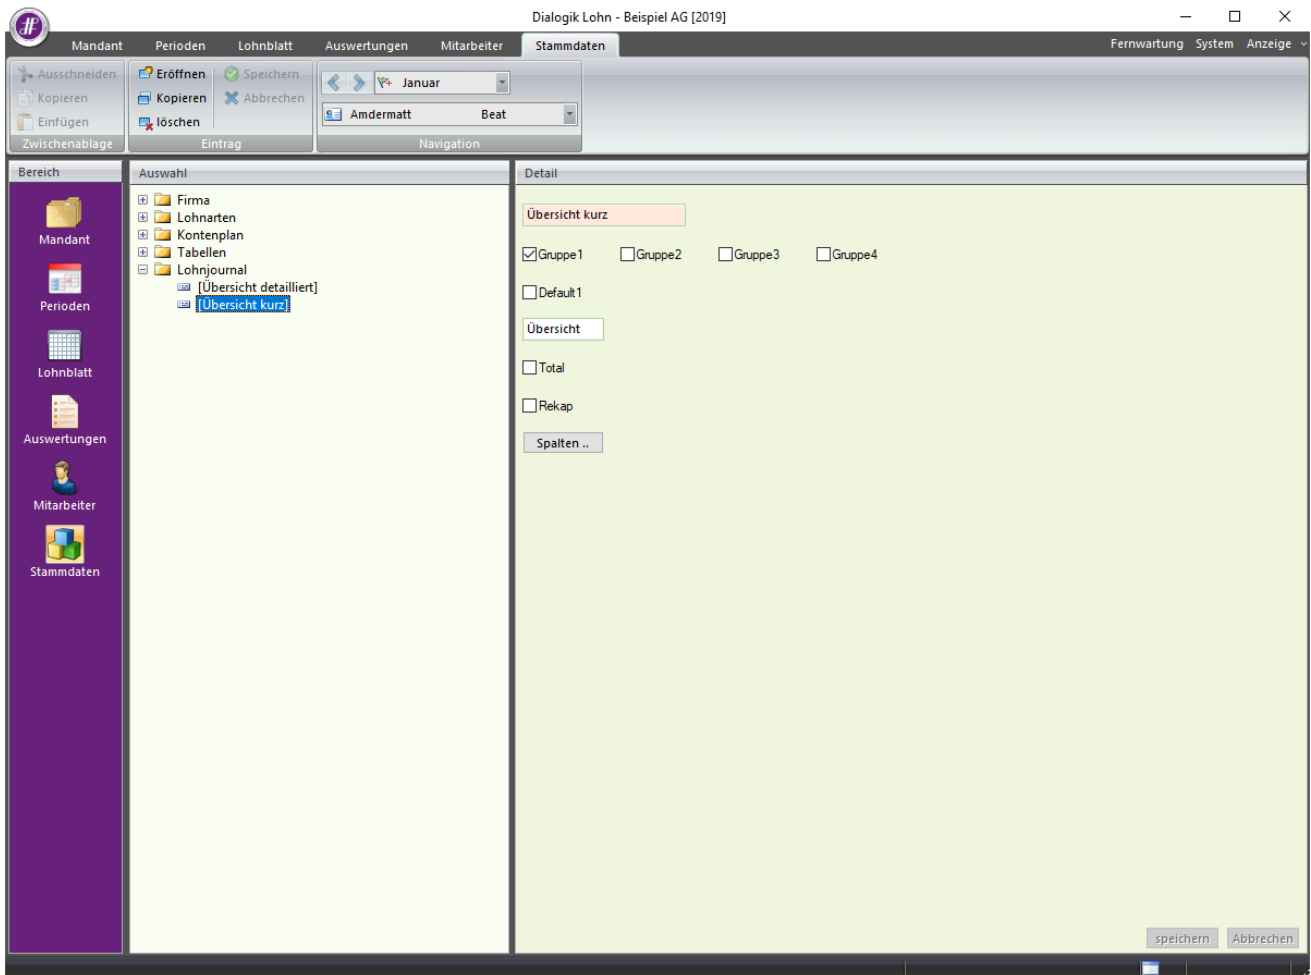 Dialogik Lohn - Beispiel AG [2019]
Mandant Perioden Lohnblatt Auswertungen Mitarbeiter Stammdaten Fernwartung System Anzeige
Ausschneiden Eröffnen Speichern
Januar
Kopieren Kopieren Abbrechen
Einfügen löschen
Amdermatt Beat
Zwischenablage Eintrag Navigation
Bereich Auswahl Detail
Mandant
Perioden
Lohnblatt
Auswertungen
Mitarbeiter
Stammdaten
Firma
Lohnarten
Kontenplan
Tabellen
Lohnjournal
[Übersicht detailliert]
[Übersicht kurz]
Übersicht kurz
Gruppe1 Gruppe2 Gruppe3 Gruppe4
Default1
Übersicht
Total
Rekap
Spalten ..
speichern Abbrechen